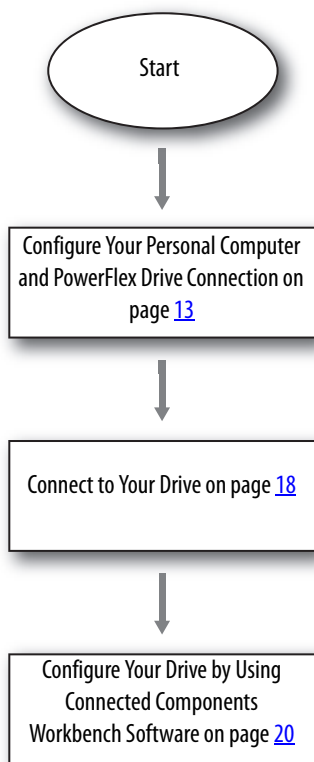 Start
Configure Your Personal Computer
and PowerFlex Drive Connection on
page 13
Connect to Your Drive on page 18
Configure Your Drive by Using
Connected Components
Workbench Software on page 20